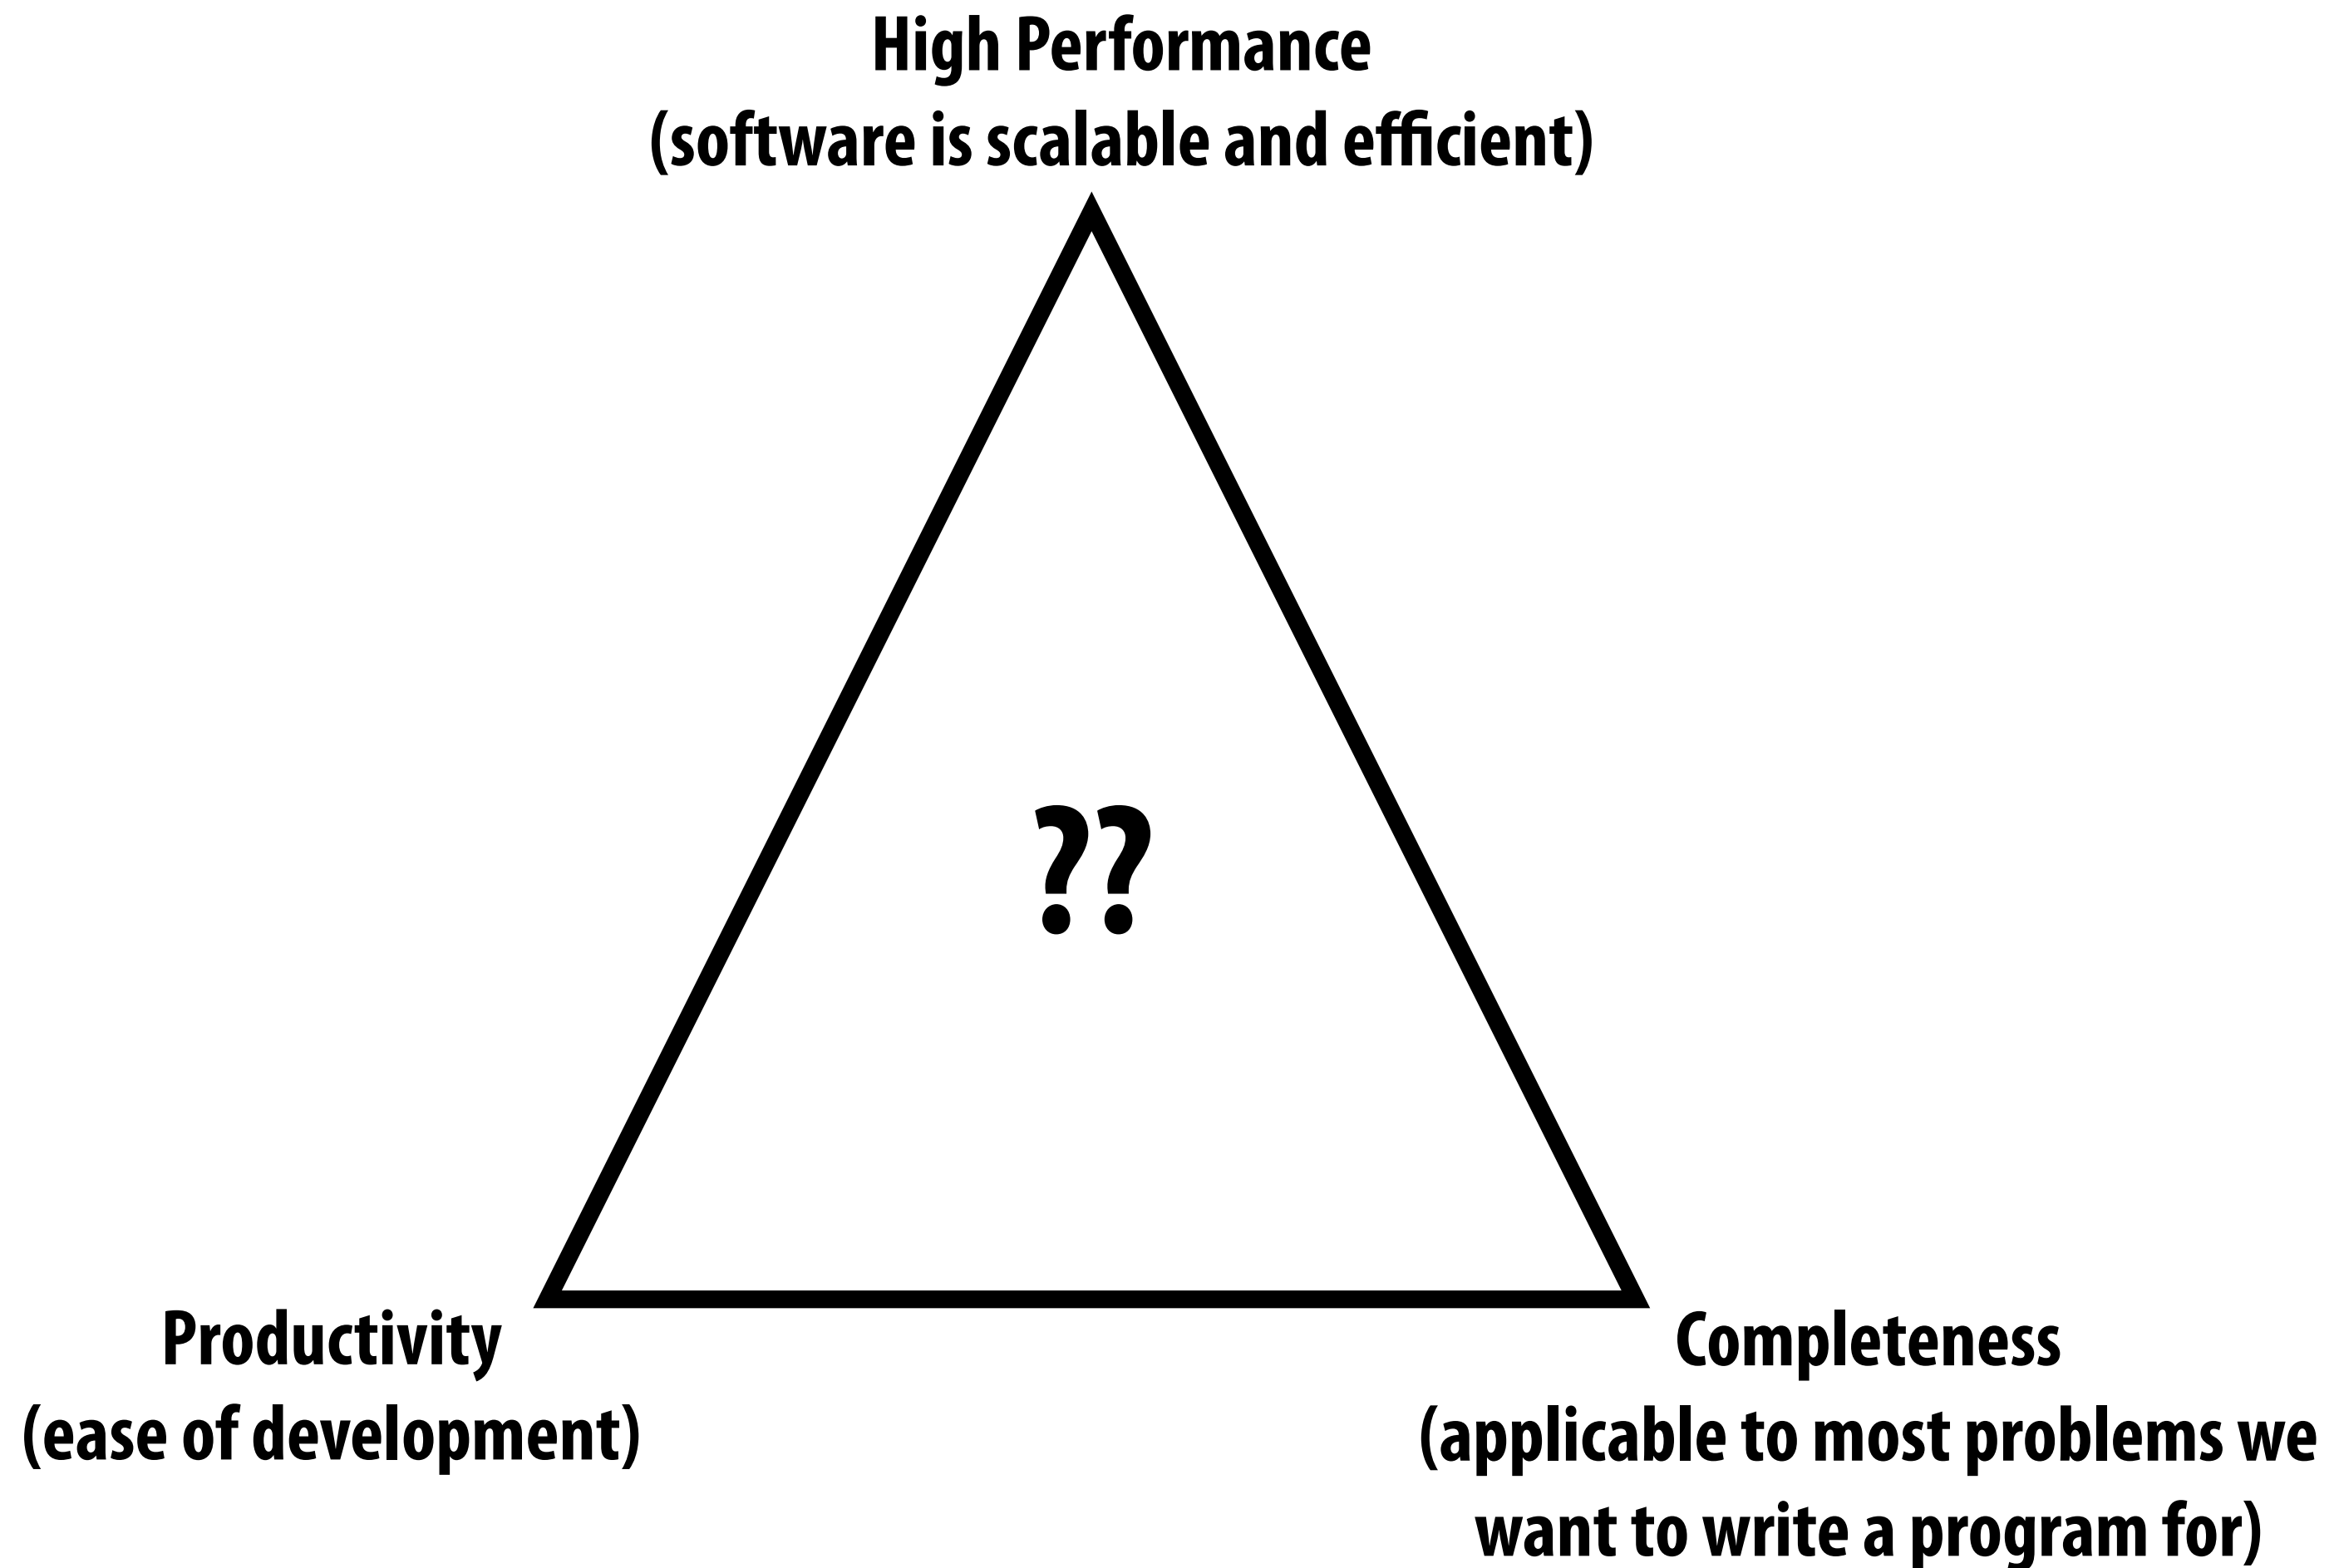 High Performance
(software is scalable and efficient)
??
Productivity
(ease of development)
Completeness
(applicable to most problems we
want to write a program for)